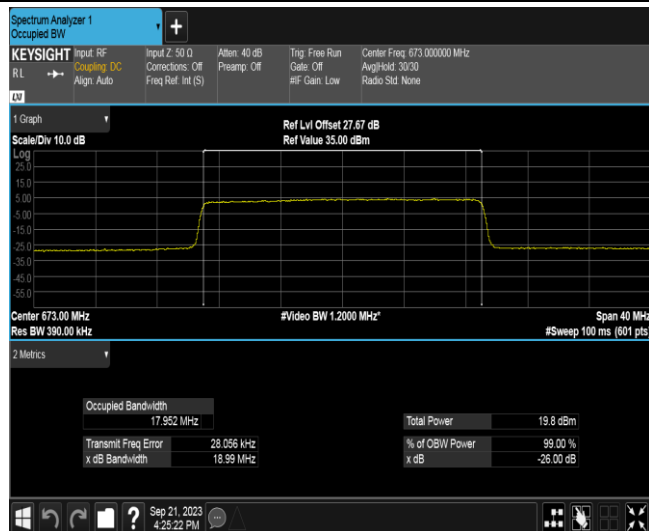 Spectrum Analyzer 1
Occupied BW
+
KEYSIGHT
RL
Input: RF
Coupling: DC
Align: Auto
Input Z: 50 Ω
Corrections: Off
Freq Ref: Int (S)
Atten: 40 dB
Preamp: Off
Trig: Free Run
Gate: Off
#IF Gain: Low
Center Freq: 673.000000 MHz
Avg|Hold: 30/30
Radio Std: None
LXI
1 Graph
Scale/Div 10.0 dB
Ref Lvl Offset 27.67 dB
Ref Value 35.00 dBm
Log
25.0
15.0
5.00
-5.00
-15.0
-25.0
-35.0
-45.0
-55.0
Center 673.00 MHz
Res BW 390.00 kHz
#Video BW 1.2000 MHz*
Span 40 MHz
#Sweep 100 ms (601 pts)
2 Metrics
Occupied Bandwidth
17.952 MHz
Transmit Freq Error 28.056 kHz
x dB Bandwidth 18.99 MHz
Total Power 19.8 dBm
% of OBW Power 99.00 %
x dB -26.00 dB
?
Sep 21, 2023
4:25:22 PM